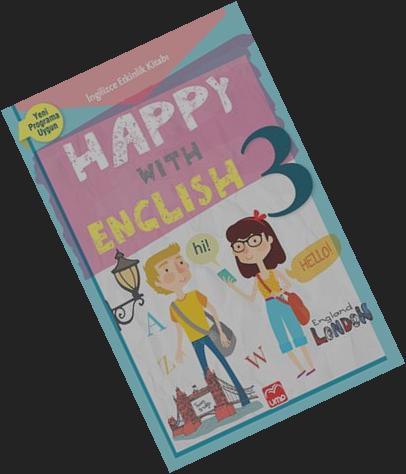 İngilizce Etkinlik Kitabı
Yeni
Programa
Uygun
HAPPY
WITH
ENGLISH
3
hi!
HELLO!
A
Z
W
England
LONDON
umo